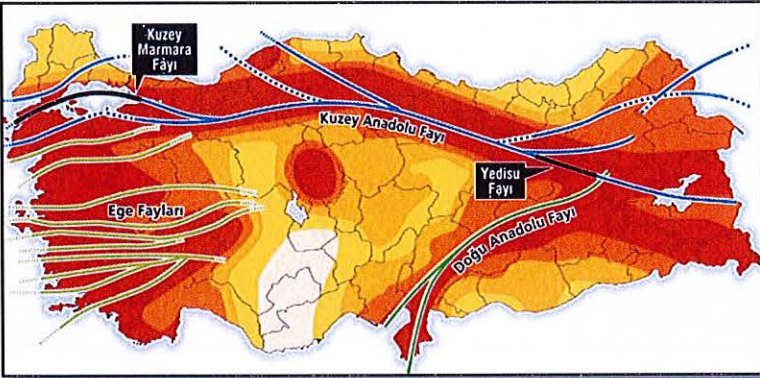 Kuzey
Marmara
Fayı
Kuzey Anadolu Fayı
Yedisu
Fayı
Ege Fayları
Doğu Anadolu Fayı